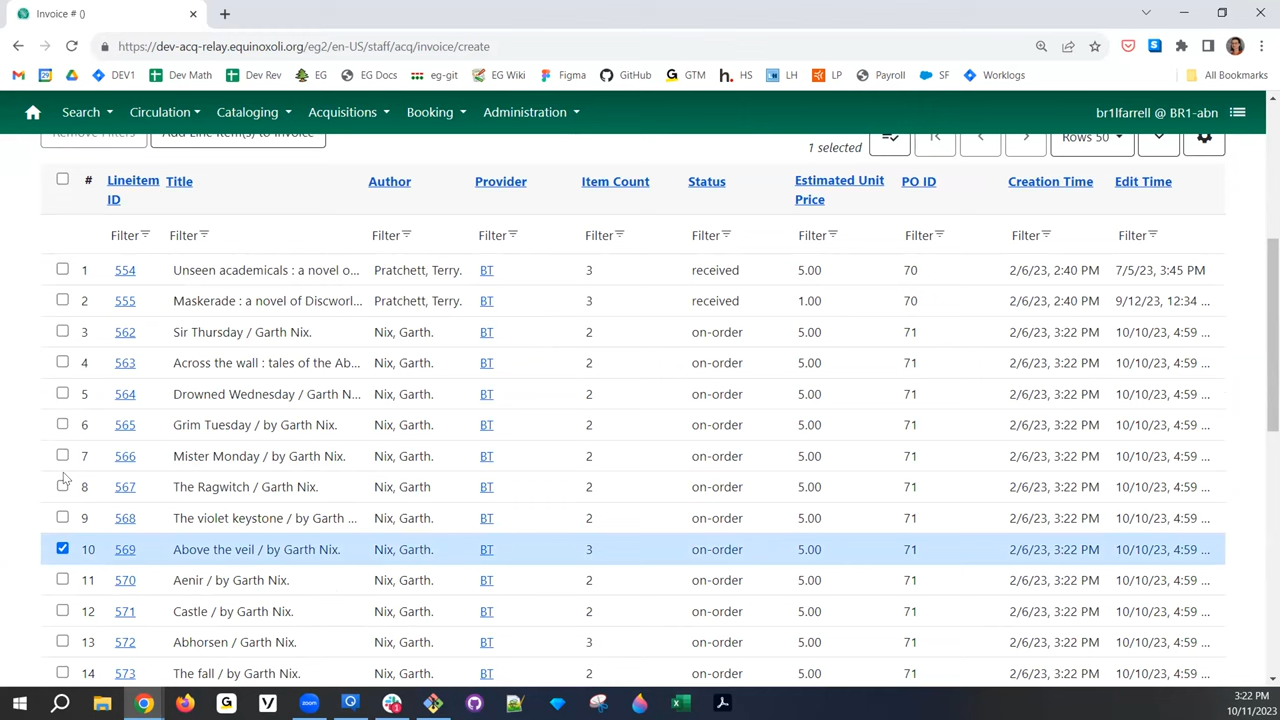 Invoice # ()
https://dev-acq-relay.equinoxoli.org/eg2/en-US/staff/acq/invoice/create
DEV1 Dev Math Dev Rev EG EG Docs eg-git EG Wiki Figma GitHub GTM HS LH LP Payroll SF Worklogs All Bookmarks
Search Circulation Cataloging Acquisitions Booking Administration br1lfarrell @ BR1-abn
Remove Filters Add Line Item(s) to Invoice 1 selected Rows 50
# Lineitem ID Title Author Provider Item Count Status Estimated Unit Price PO ID Creation Time Edit Time
Filter Filter Filter Filter Filter Filter Filter Filter Filter Filter
1 554 Unseen academicals : a novel o... Pratchett, Terry. BT 3 received 5.00 70 2/6/23, 2:40 PM 7/5/23, 3:45 PM
2 555 Maskerade : a novel of Discworl... Pratchett, Terry. BT 3 received 1.00 70 2/6/23, 2:40 PM 9/12/23, 12:34 ...
3 562 Sir Thursday / Garth Nix. Nix, Garth. BT 2 on-order 5.00 71 2/6/23, 3:22 PM 10/10/23, 4:59 ...
4 563 Across the wall : tales of the Ab... Nix, Garth. BT 2 on-order 5.00 71 2/6/23, 3:22 PM 10/10/23, 4:59 ...
5 564 Drowned Wednesday / Garth N... Nix, Garth. BT 2 on-order 5.00 71 2/6/23, 3:22 PM 10/10/23, 4:59 ...
6 565 Grim Tuesday / by Garth Nix. Nix, Garth. BT 2 on-order 5.00 71 2/6/23, 3:22 PM 10/10/23, 4:59 ...
7 566 Mister Monday / by Garth Nix. Nix, Garth. BT 2 on-order 5.00 71 2/6/23, 3:22 PM 10/10/23, 4:59 ...
8 567 The Ragwitch / Garth Nix. Nix, Garth BT 2 on-order 5.00 71 2/6/23, 3:22 PM 10/10/23, 4:59 ...
9 568 The violet keystone / by Garth ... Nix, Garth. BT 2 on-order 5.00 71 2/6/23, 3:22 PM 10/10/23, 4:59 ...
10 569 Above the veil / by Garth Nix. Nix, Garth. BT 3 on-order 5.00 71 2/6/23, 3:22 PM 10/10/23, 4:59 ...
11 570 Aenir / by Garth Nix. Nix, Garth. BT 2 on-order 5.00 71 2/6/23, 3:22 PM 10/10/23, 4:59 ...
12 571 Castle / by Garth Nix. Nix, Garth. BT 2 on-order 5.00 71 2/6/23, 3:22 PM 10/10/23, 4:59 ...
13 572 Abhorsen / Garth Nix. Nix, Garth. BT 3 on-order 5.00 71 2/6/23, 3:22 PM 10/10/23, 4:59 ...
14 573 The fall / by Garth Nix. Nix, Garth. BT 2 on-order 5.00 71 2/6/23, 3:22 PM 10/10/23, 4:59 ...
3:22 PM
10/11/2023